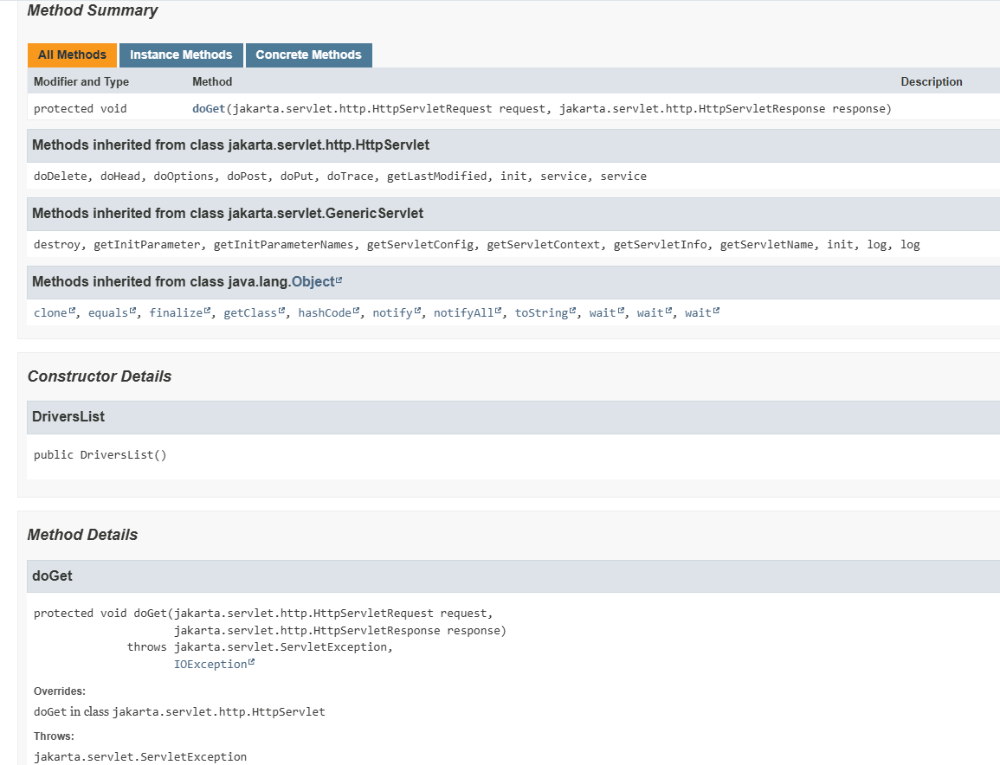 Method Summary
All Methods Instance Methods Concrete Methods
Modifier and Type Method Description
protected void doGet(jakarta.servlet.http.HttpServletRequest request, jakarta.servlet.http.HttpServletResponse response)
Methods inherited from class jakarta.servlet.http.HttpServlet
doDelete, doHead, doOptions, doPost, doPut, doTrace, getLastModified, init, service, service
Methods inherited from class jakarta.servlet.GenericServlet
destroy, getInitParameter, getInitParameterNames, getServletConfig, getServletContext, getServletInfo, getServletName, init, log, log
Methods inherited from class java.lang.Object
clone, equals, finalize, getClass, hashCode, notify, notifyAll, toString, wait, wait, wait
Constructor Details
DriversList
public DriversList()
Method Details
doGet
protected void doGet(jakarta.servlet.http.HttpServletRequest request,
jakarta.servlet.http.HttpServletResponse response)
throws jakarta.servlet.ServletException,
IOException
Overrides:
doGet in class jakarta.servlet.http.HttpServlet
Throws:
jakarta.servlet.ServletException